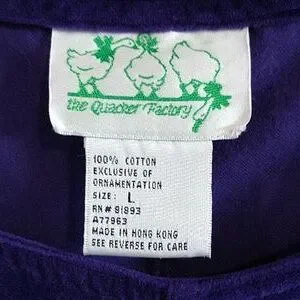 the Quacker Factory
100% COTTON
EXCLUSIVE OF
ORNAMENTATION
SIZE: L
RN# 91893
A77963
MADE IN HONG KONG
SEE REVERSE FOR CARE